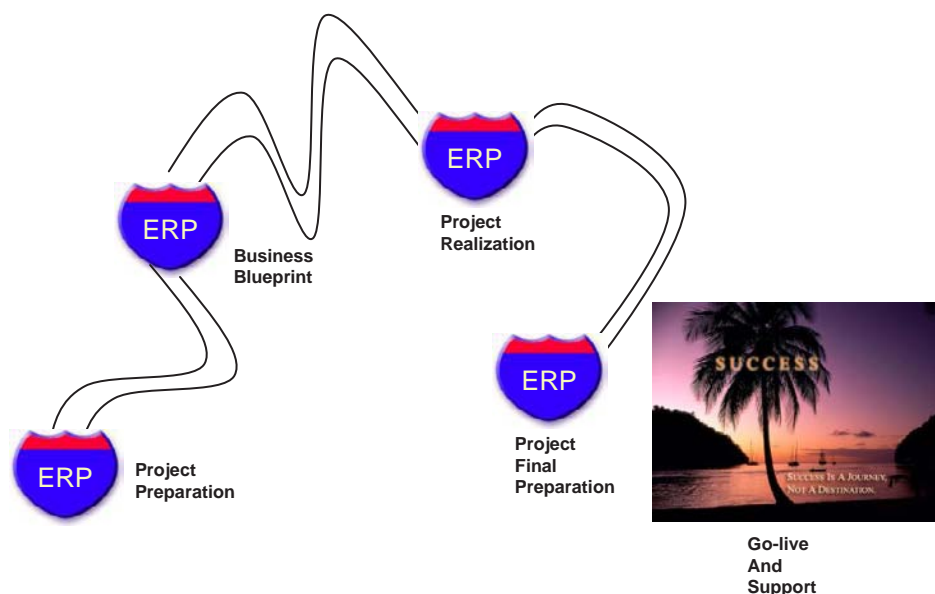 ERP
Project
Preparation
ERP
Business
Blueprint
ERP
Project
Realization
ERP
Project
Final
Preparation
SUCCESS
SUCCESS IS A JOURNEY,
NOT A DESTINATION.
Go-live
And
Support